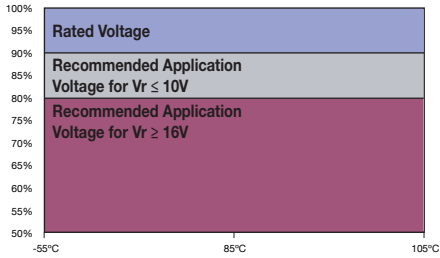 100%
95%
90%
85%
80%
75%
70%
65%
60%
55%
50%
Rated Voltage
Recommended Application
Voltage for Vr ≤ 10V
Recommended Application
Voltage for Vr ≥ 16V
-55°C 85°C 105°C